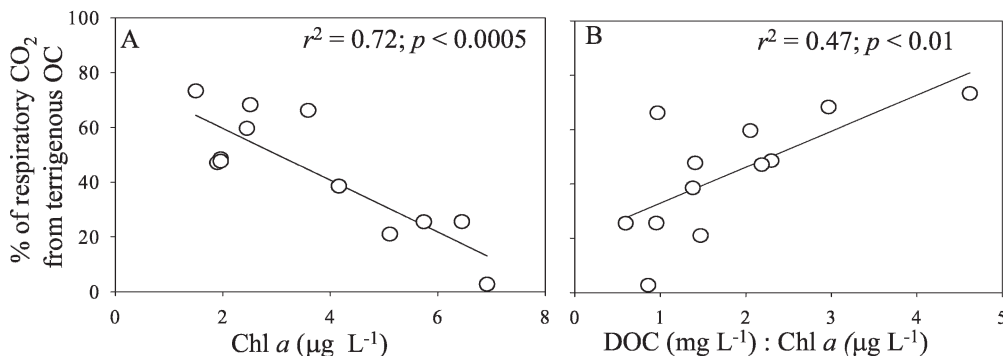 % of respiratory CO2
from terrigenous OC
100
80
60
40
20
0
A
r² = 0.72; p < 0.0005
0
2
4
6
8
Chl a (μg L-1)
B
r² = 0.47; p < 0.01
0
1
2
3
4
5
DOC (mg L-1) : Chl a (μg L-1)